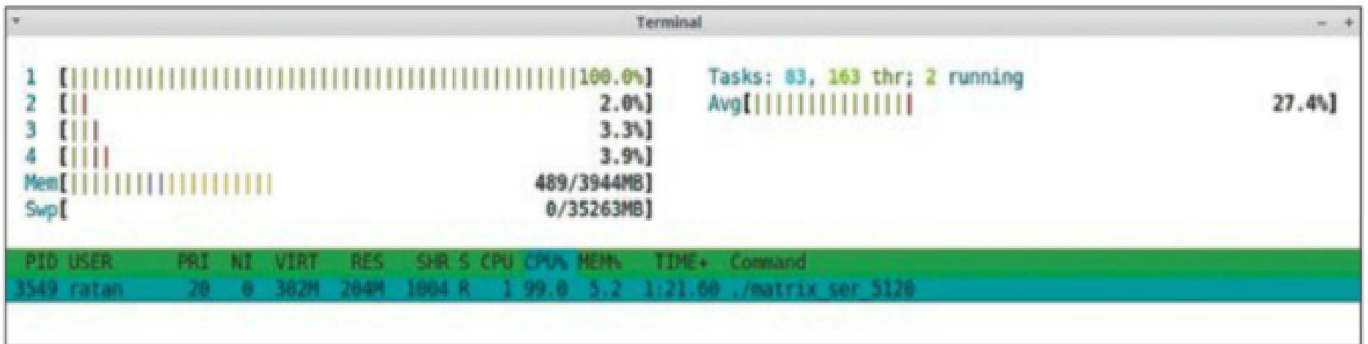 Terminal
1 [||||||||||||||||||||||||||||||||||||||||||||||||100.0%] Tasks: 83, 163 thr; 2 running
2 [|| 2.0%] Avg[||||||||||||||| 27.4%]
3 [||| 3.3%]
4 [|||| 3.9%]
Mem[||||||||||||||||||| 489/3944MB]
Swp[ 0/35263MB]
PID USER PRI NI VIRT RES SHR S CPU CPU% MEM% TIME+ Command
3549 ratan 20 0 302M 204M 1004 R 1 99.0 5.2 1:21.60 ./matrix_ser_5120